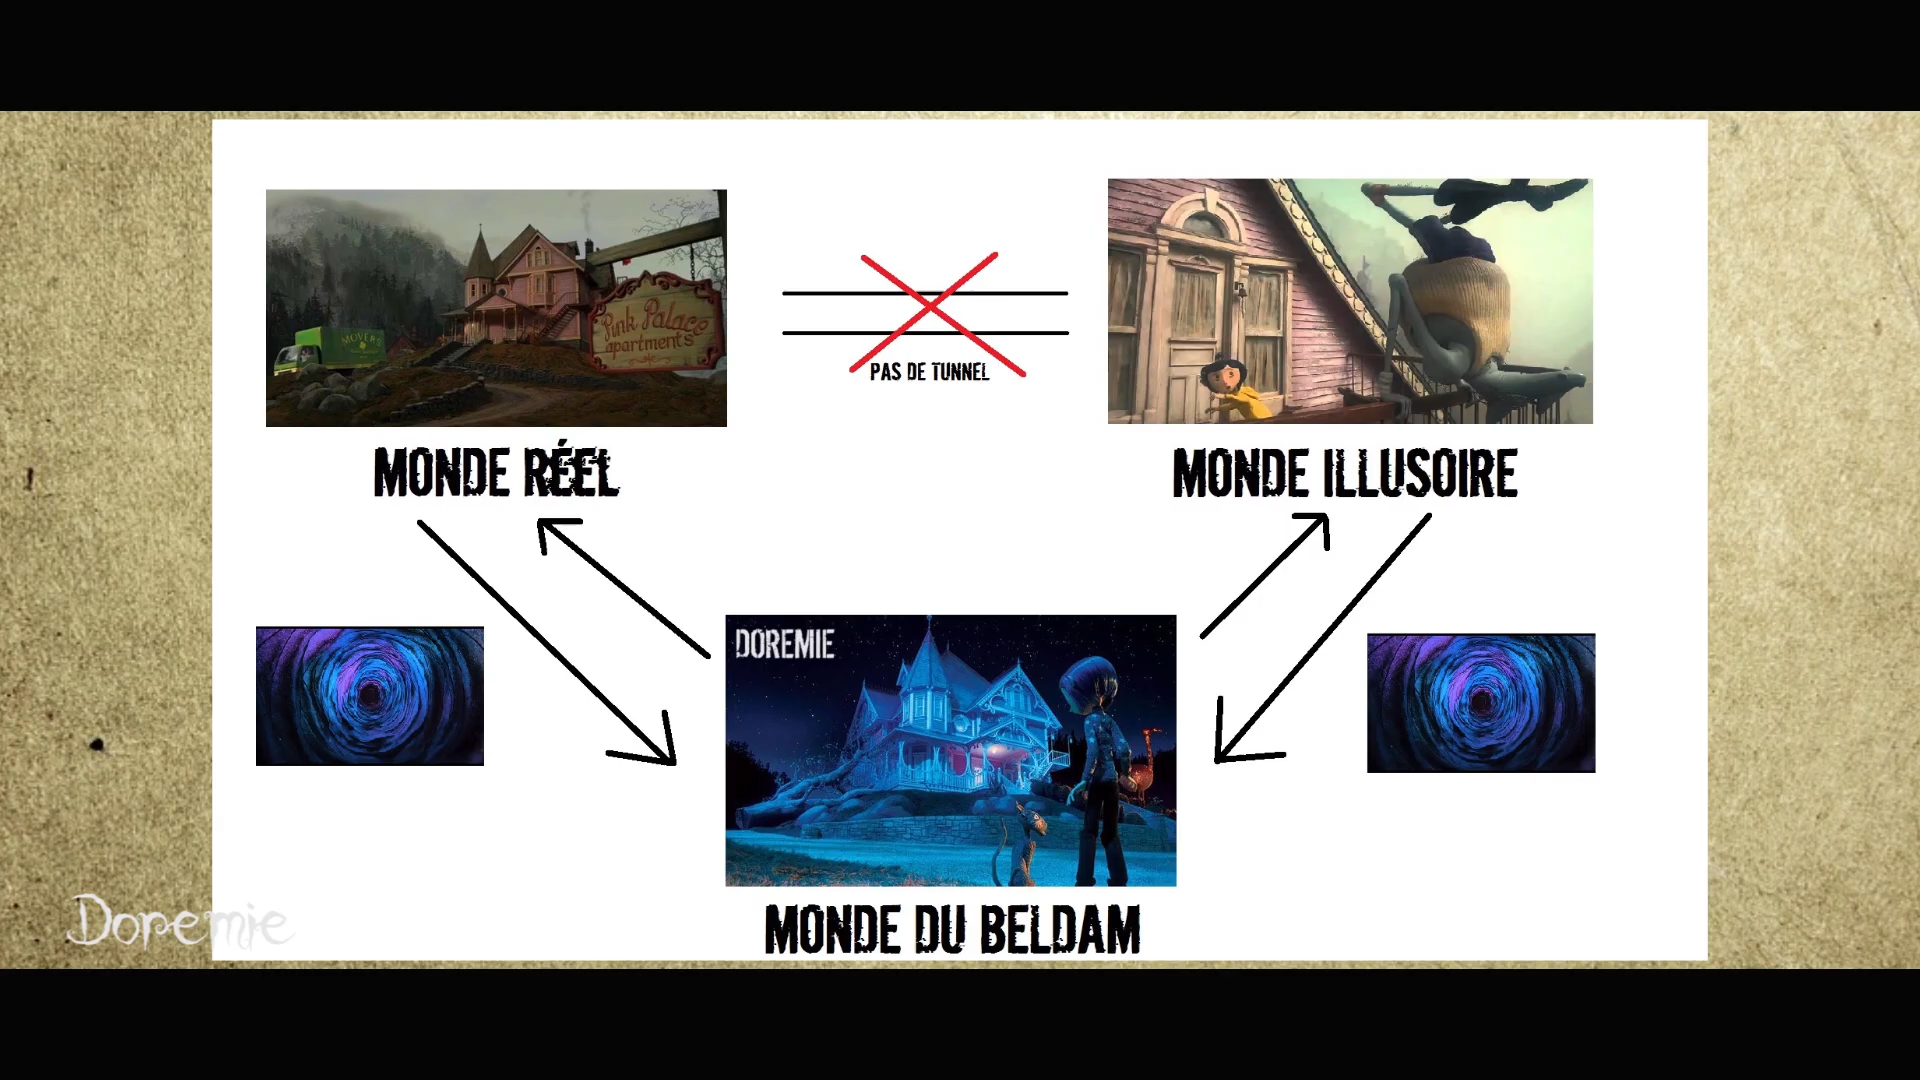 MOVERS
Pink Palace
apartments
PAS DE TUNNEL
MONDE RÉEL
MONDE ILLUSOIRE
DOREMIE
MONDE DU BELDAM
Doremie